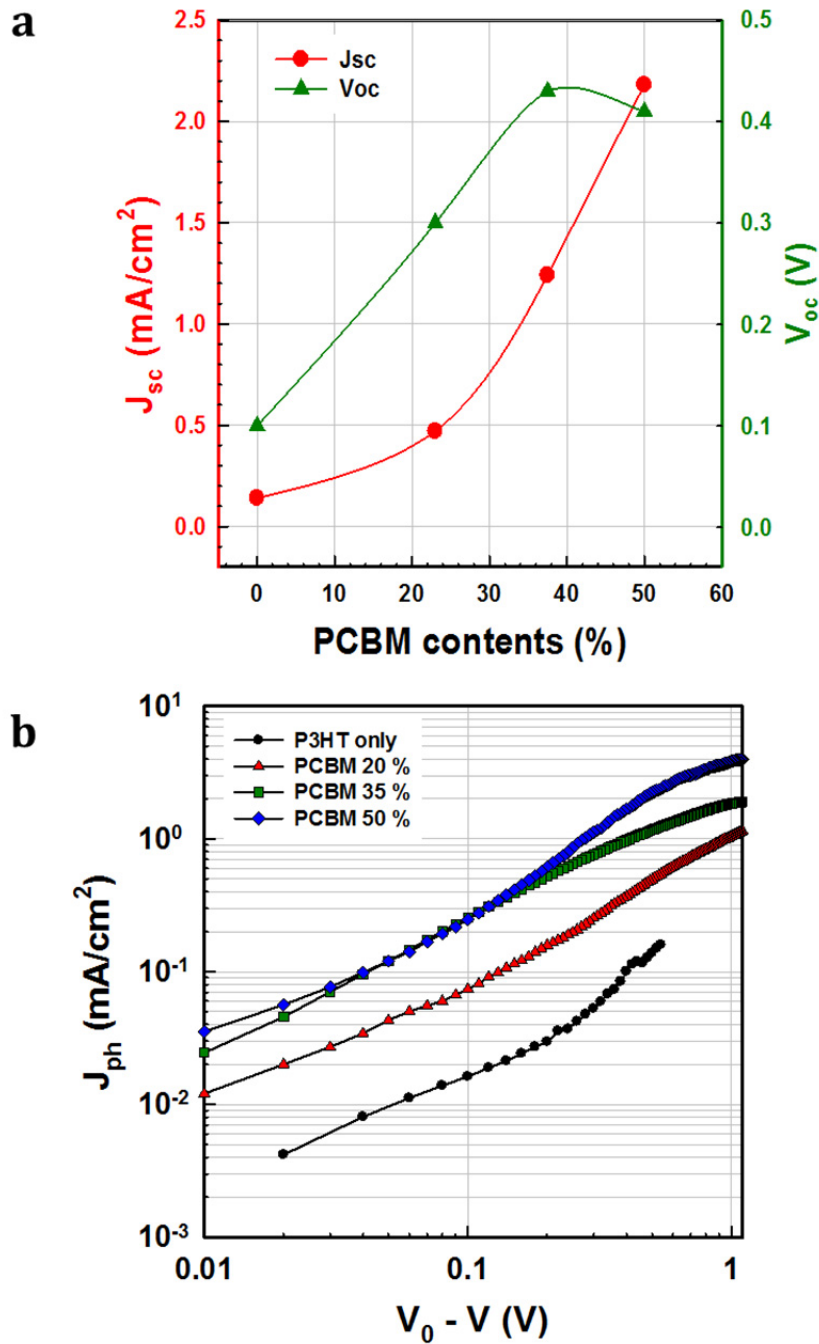 a
Jsc
Voc
2.5
2.0
1.5
1.0
0.5
0.0
J_sc (mA/cm²)
0.5
0.4
0.3
0.2
0.1
0.0
V_oc (V)
0 10 20 30 40 50 60
PCBM contents (%)
b
P3HT only
PCBM 20 %
PCBM 35 %
PCBM 50 %
10¹
10⁰
10⁻¹
10⁻²
10⁻³
J_ph (mA/cm²)
0.01 0.1 1
V₀ - V (V)